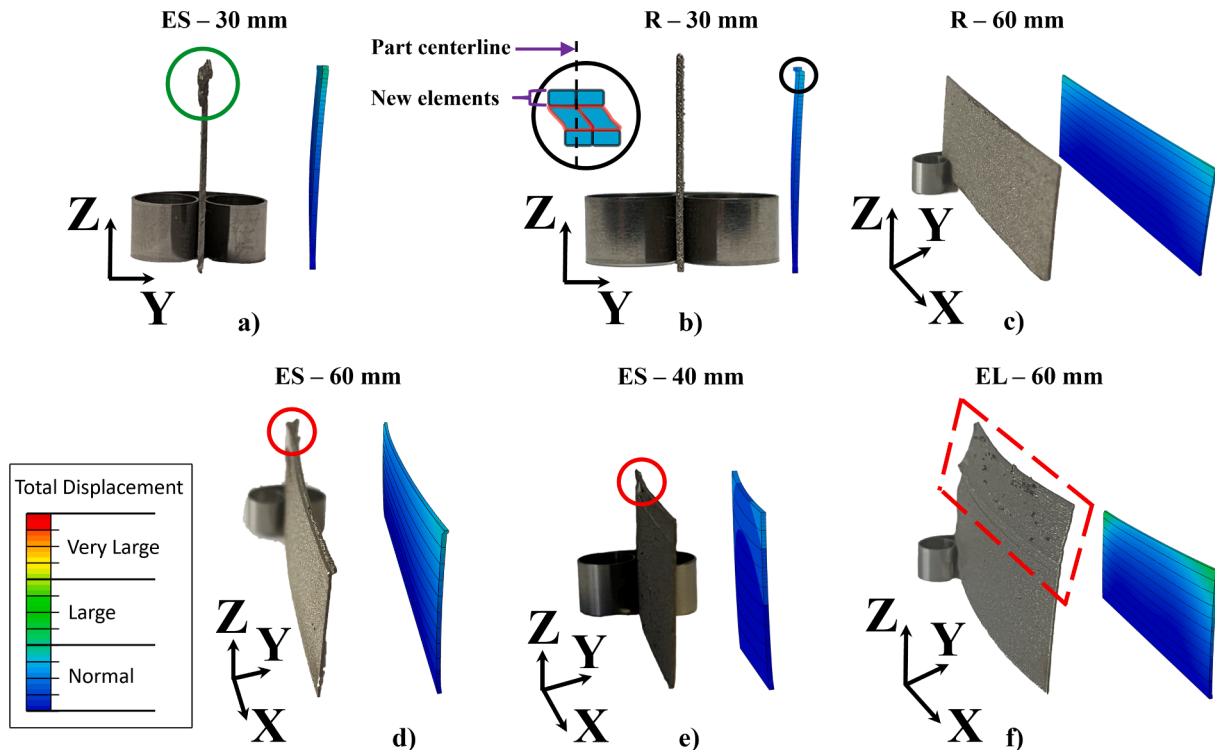 ES – 30 mm
R – 30 mm
R – 60 mm
Part centerline
New elements
Z
Y
a)
Z
Y
b)
Z
Y
X
c)
ES – 60 mm
ES – 40 mm
EL – 60 mm
Total Displacement
Very Large
Large
Normal
Z
Y
X
d)
Z
Y
X
e)
Z
Y
X
f)